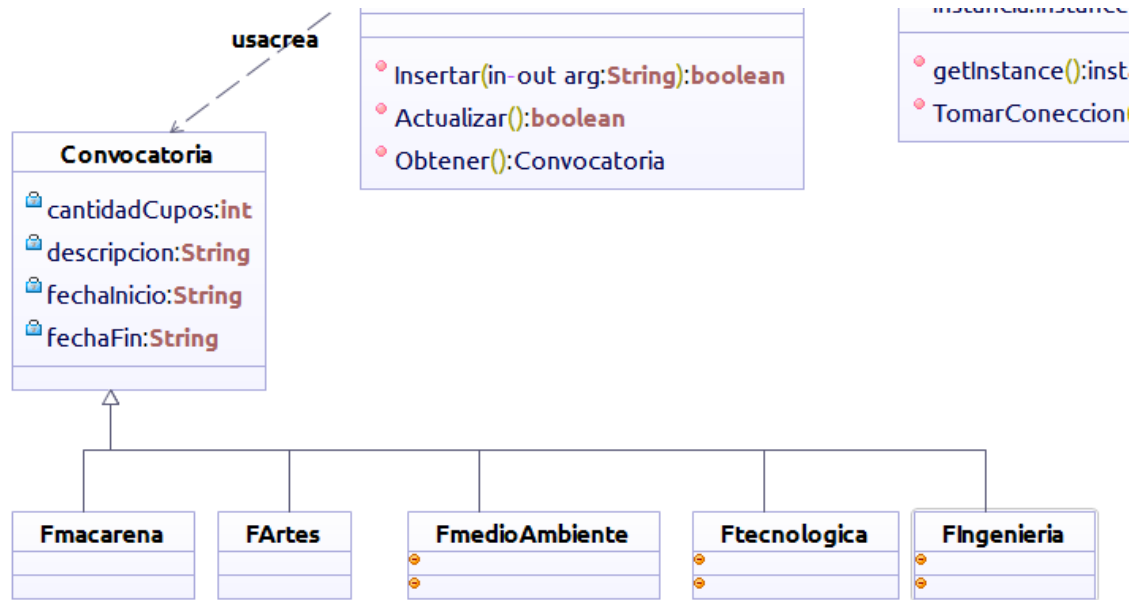 usacrea
Insertar(in-out arg:String):boolean
Actualizar():boolean
Obtener():Convocatoria
getInstance():inst
TomarConeccion(
Convocatoria
cantidadCupos:int
descripcion:String
fechaInicio:String
fechaFin:String
Fmacarena
FArtes
FmedioAmbiente
Ftecnologica
FIngenieria